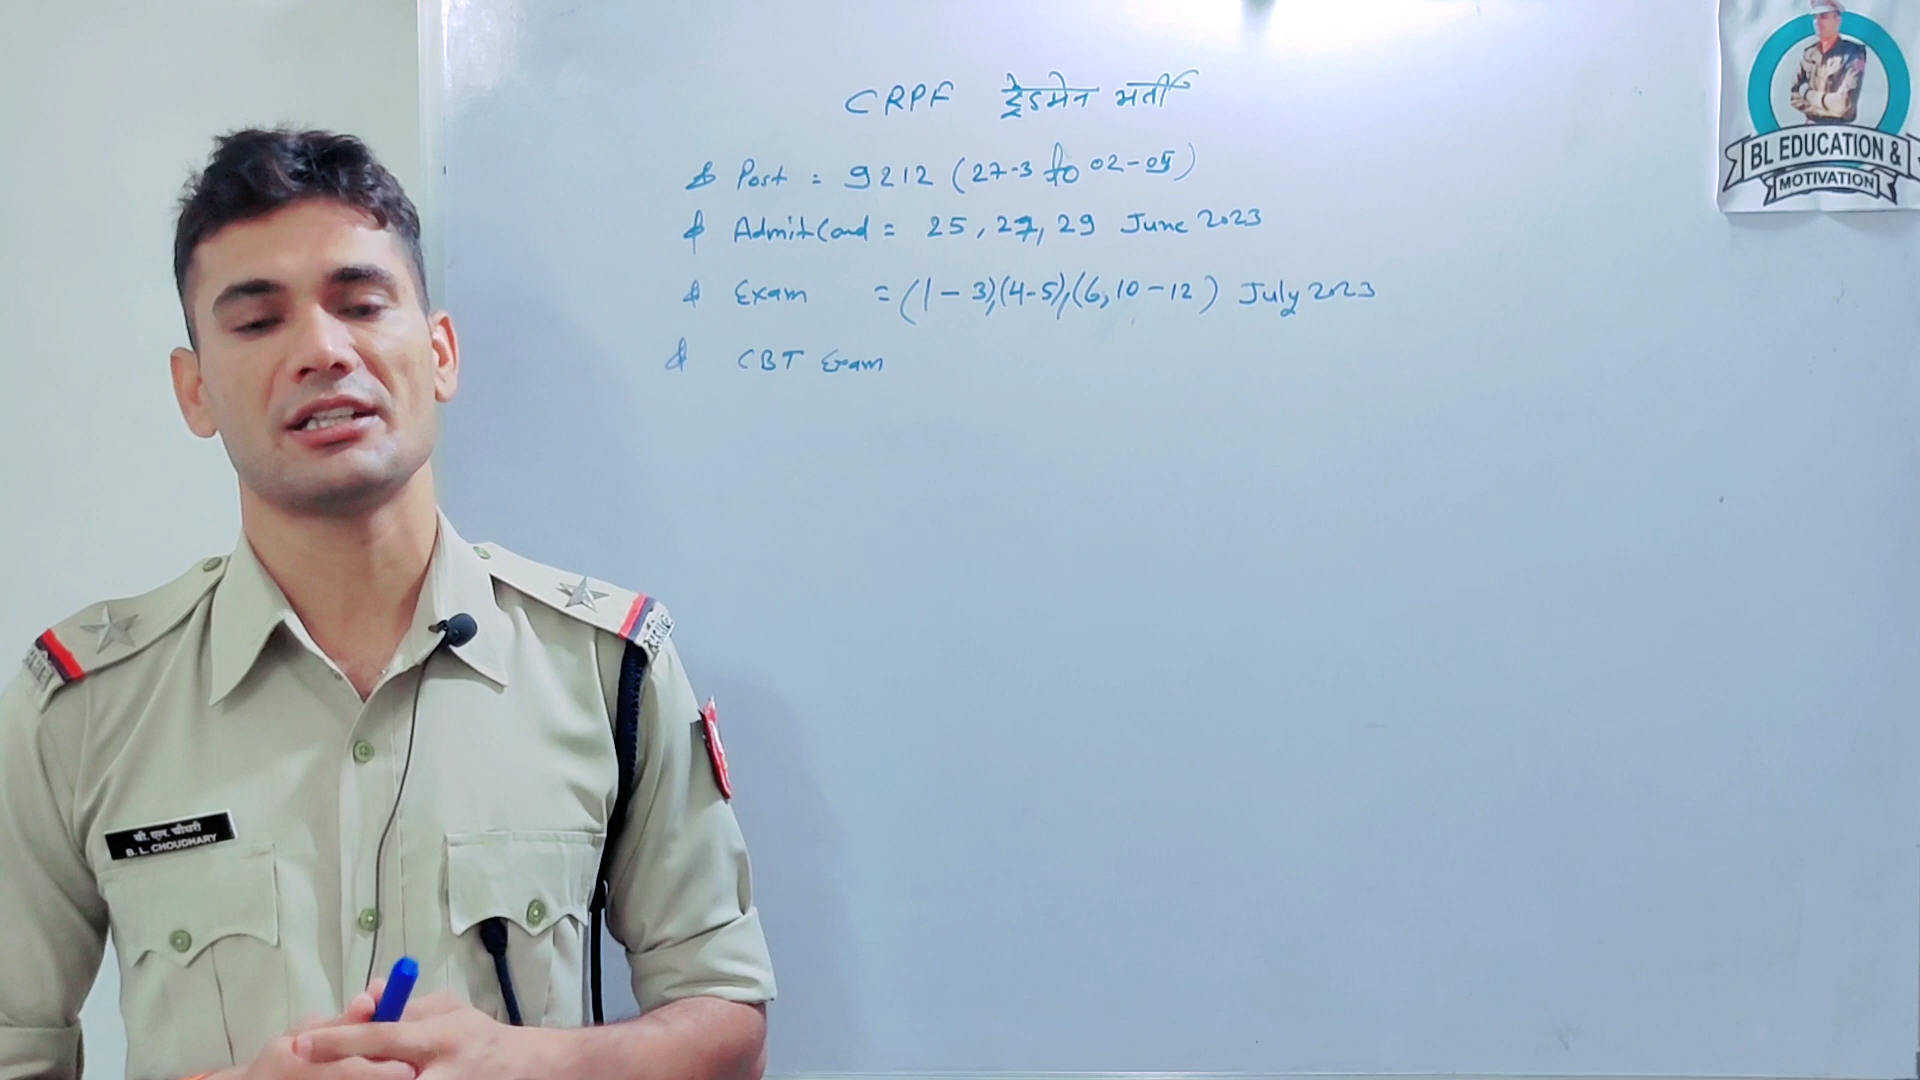 CRPF ट्रेडमेन भर्ती
Post = 9212 (27-3 to 02-05)
Admit Card = 25, 27, 29 June 2023
Exam = (1-3),(4-5),(6,10-12) July 2023
CBT Exam
BL EDUCATION &
MOTIVATION
बी. एल. चौधरी
B. L. CHOUDHARY